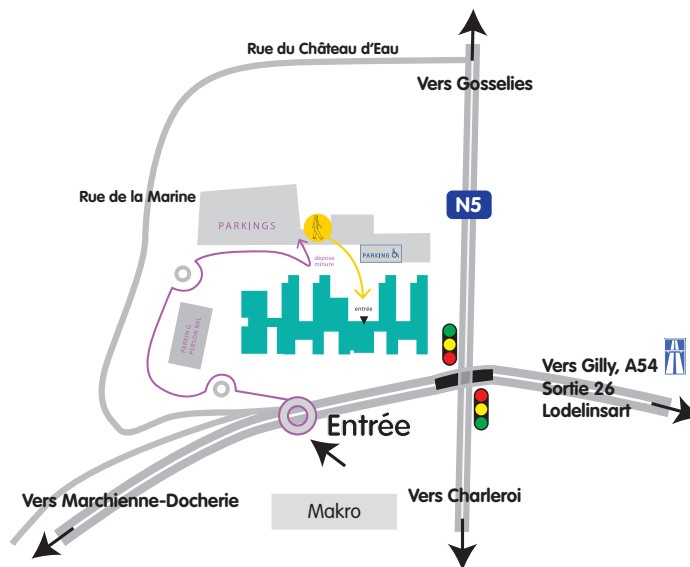 Rue du Château d'Eau
Vers Gosselies
Rue de la Marine
N5
PARKINGS
PARKING
dépose
minute
entrée
PARKING
PERSONNEL
Vers Gilly, A54
Sortie 26
Lodelinsart
Entrée
Vers Marchienne-Docherie
Makro
Vers Charleroi